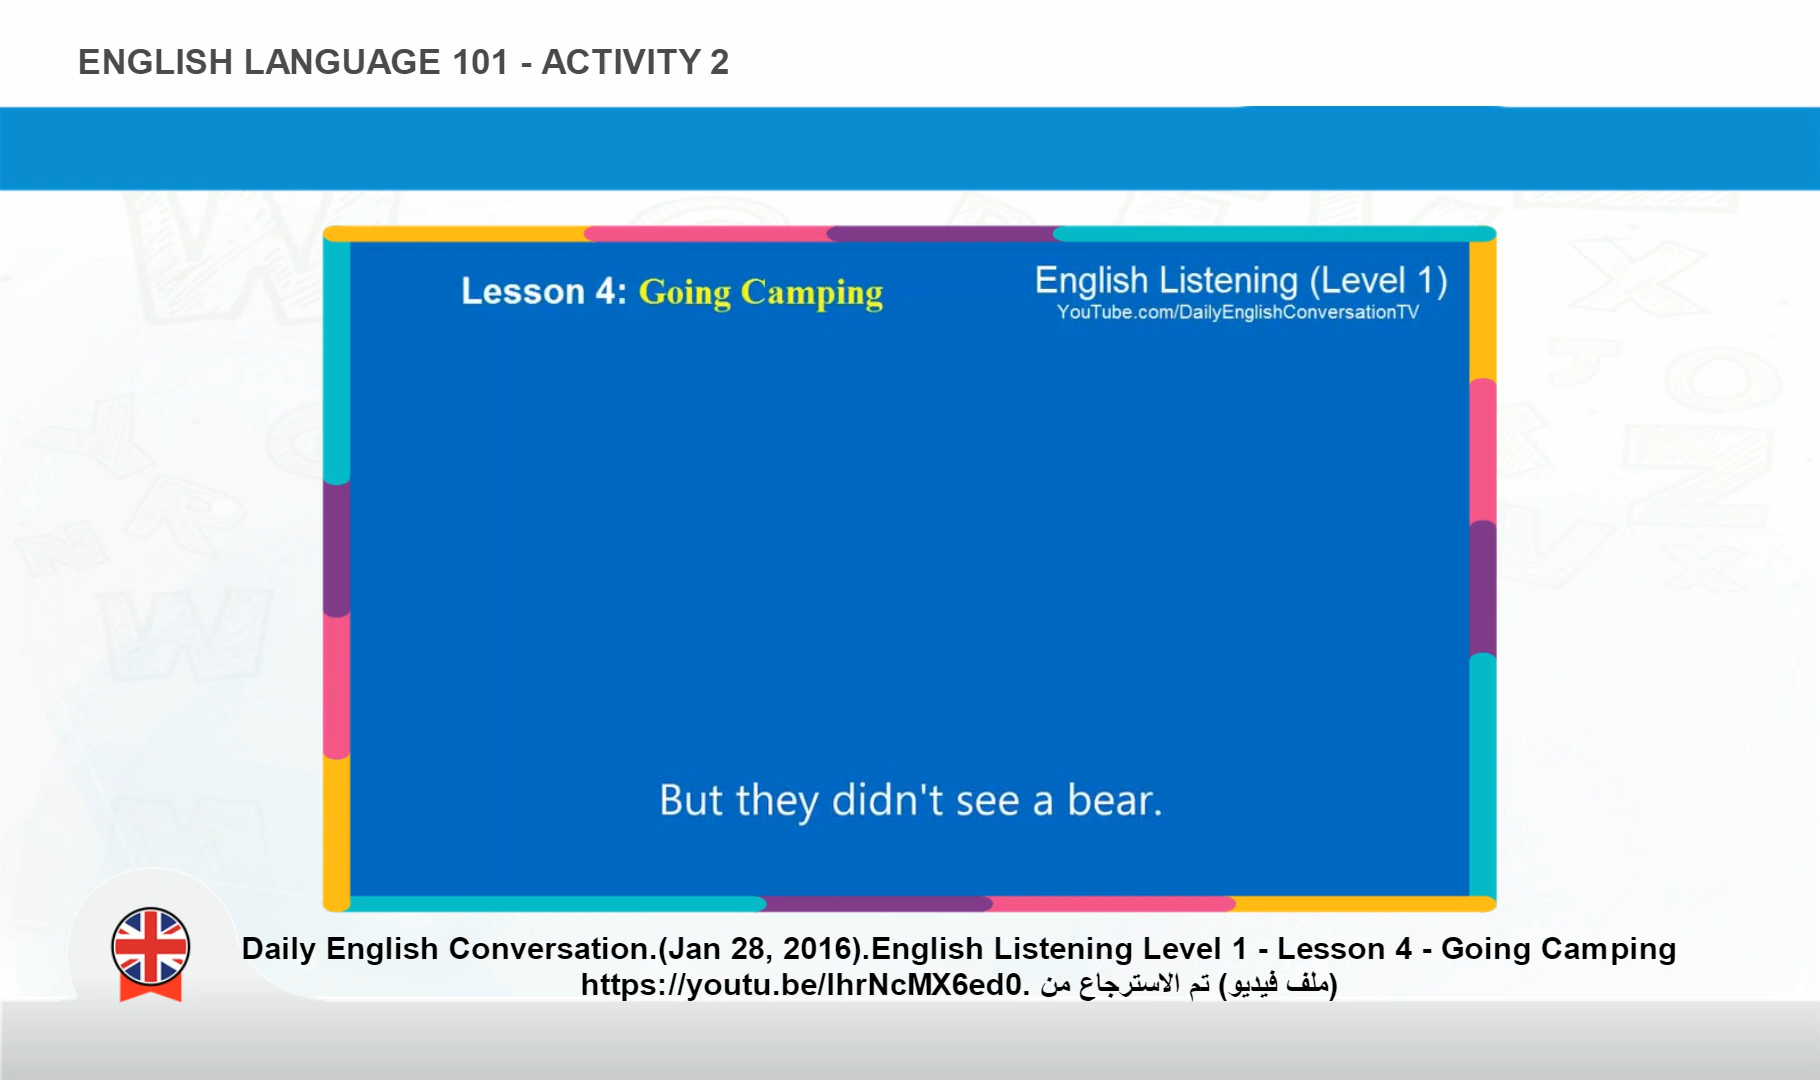 ENGLISH LANGUAGE 101 - ACTIVITY 2
Lesson 4: Going Camping
English Listening (Level 1)
YouTube.com/DailyEnglishConversationTV
But they didn't see a bear.
Daily English Conversation.(Jan 28, 2016).English Listening Level 1 - Lesson 4 - Going Camping
(ملف فيديو) تم الاسترجاع من https://youtu.be/lhrNcMX6ed0.